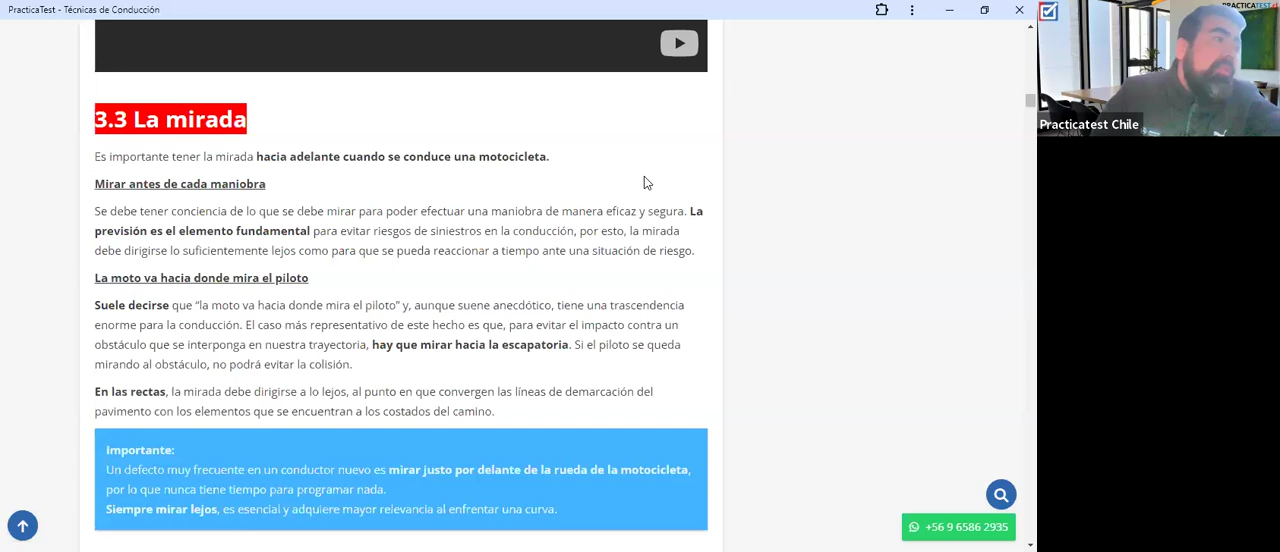 PracticaTest - Técnicas de Conducción
PRACTICATEST.cl
Practicatest Chile
3.3 La mirada
Es importante tener la mirada hacia adelante cuando se conduce una motocicleta.
Mirar antes de cada maniobra
Se debe tener conciencia de lo que se debe mirar para poder efectuar una maniobra de manera eficaz y segura. La
previsión es el elemento fundamental para evitar riesgos de siniestros en la conducción, por esto, la mirada
debe dirigirse lo suficientemente lejos como para que se pueda reaccionar a tiempo ante una situación de riesgo.
La moto va hacia donde mira el piloto
Suele decirse que “la moto va hacia donde mira el piloto” y, aunque suene anecdótico, tiene una trascendencia
enorme para la conducción. El caso más representativo de este hecho es que, para evitar el impacto contra un
obstáculo que se interponga en nuestra trayectoria, hay que mirar hacia la escapatoria. Si el piloto se queda
mirando al obstáculo, no podrá evitar la colisión.
En las rectas, la mirada debe dirigirse a lo lejos, al punto en que convergen las líneas de demarcación del
pavimento con los elementos que se encuentran a los costados del camino.
Importante:
Un defecto muy frecuente en un conductor nuevo es mirar justo por delante de la rueda de la motocicleta,
por lo que nunca tiene tiempo para programar nada.
Siempre mirar lejos, es esencial y adquiere mayor relevancia al enfrentar una curva.
+56 9 6586 2935